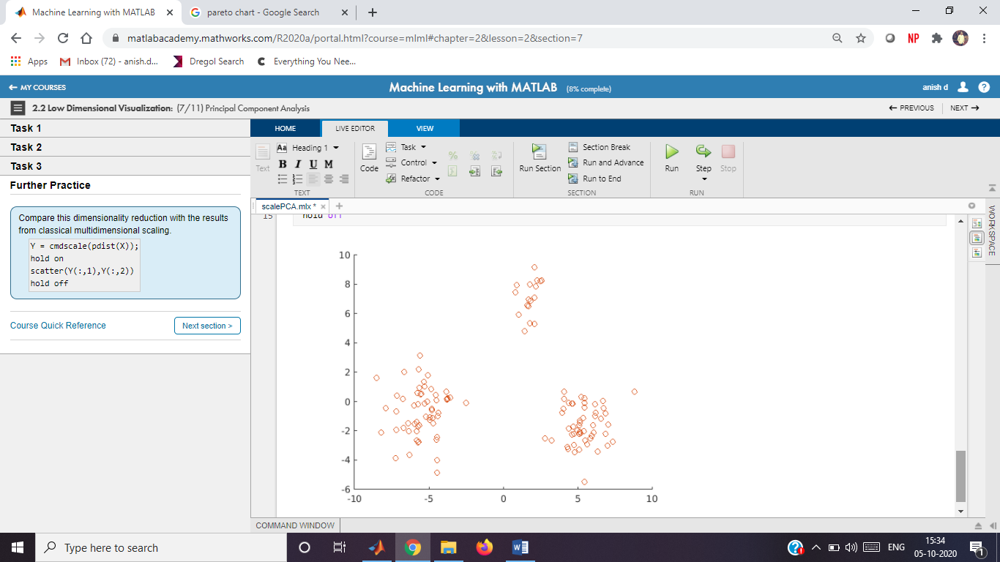 Machine Learning with MATLAB
pareto chart - Google Search
matlabacademy.mathworks.com/R2020a/portal.html?course=mlml#chapter=2&lesson=2&section=7
NP
Apps
Inbox (72) - anish.d...
Dregol Search
Everything You Nee...
← MY COURSES
Machine Learning with MATLAB (8% complete)
anish d
2.2 Low Dimensional Visualization: (7/11) Principal Component Analysis
← PREVIOUS
NEXT →
Task 1
Task 2
Task 3
Further Practice
Compare this dimensionality reduction with the results
from classical multidimensional scaling.
Y = cmdscale(pdist(X));
hold on
scatter(Y(:,1),Y(:,2))
hold off
Course Quick Reference
Next section >
HOME
LIVE EDITOR
VIEW
Text
Aa Heading 1
B I U M
TEXT
Code
Task
Control
Refactor
CODE
Run Section
Section Break
Run and Advance
Run to End
SECTION
Run
Step
Stop
RUN
scalePCA.mlx *
WORKSPACE
15
hold off
10
8
6
4
2
0
-2
-4
-6
-10
-5
0
5
10
COMMAND WINDOW
Type here to search
ENG
15:34
05-10-2020
1